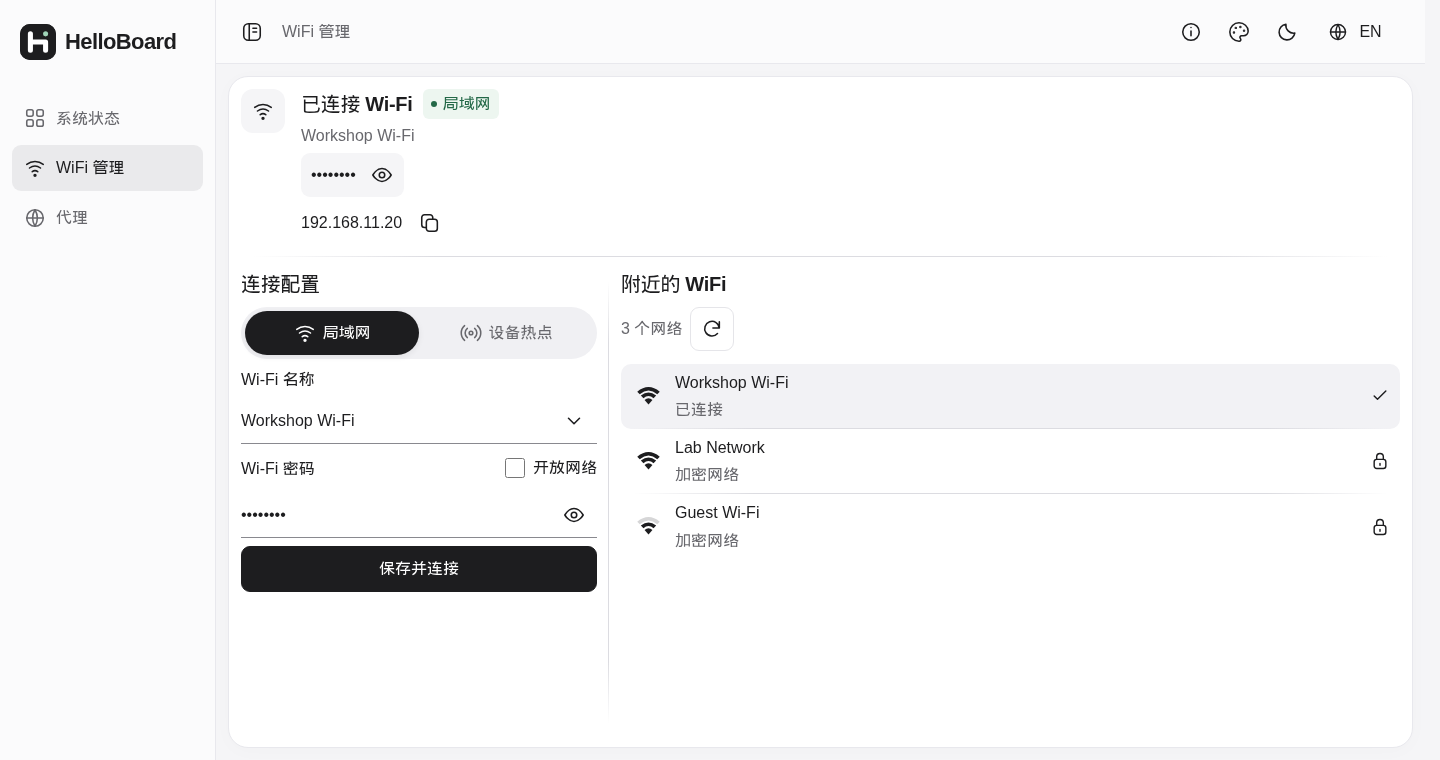 HelloBoard
系统状态
WiFi 管理
代理
WiFi 管理
EN
已连接 Wi-Fi
局域网
Workshop Wi-Fi
••••••••
192.168.11.20
连接配置
局域网
设备热点
Wi-Fi 名称
Workshop Wi-Fi
Wi-Fi 密码
开放网络
••••••••
保存并连接
附近的 WiFi
3 个网络
Workshop Wi-Fi
已连接
Lab Network
加密网络
Guest Wi-Fi
加密网络